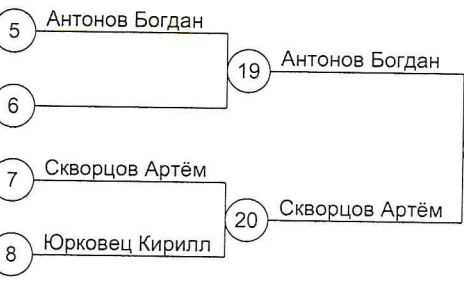 5 Антонов Богдан
19 Антонов Богдан
6
7 Скворцов Артём
20 Скворцов Артём
8 Юрковец Кирилл